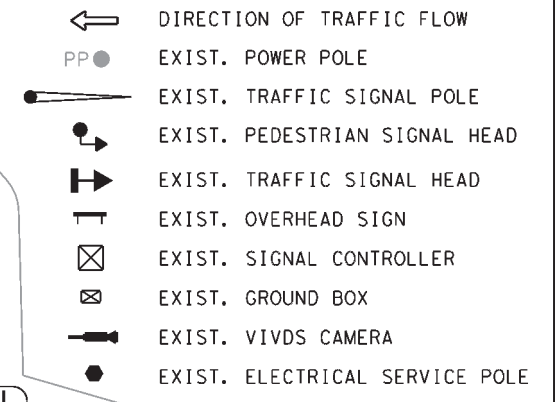 DIRECTION OF TRAFFIC FLOW
PP EXIST. POWER POLE
EXIST. TRAFFIC SIGNAL POLE
EXIST. PEDESTRIAN SIGNAL HEAD
EXIST. TRAFFIC SIGNAL HEAD
EXIST. OVERHEAD SIGN
EXIST. SIGNAL CONTROLLER
EXIST. GROUND BOX
EXIST. VIVDS CAMERA
EXIST. ELECTRICAL SERVICE POLE